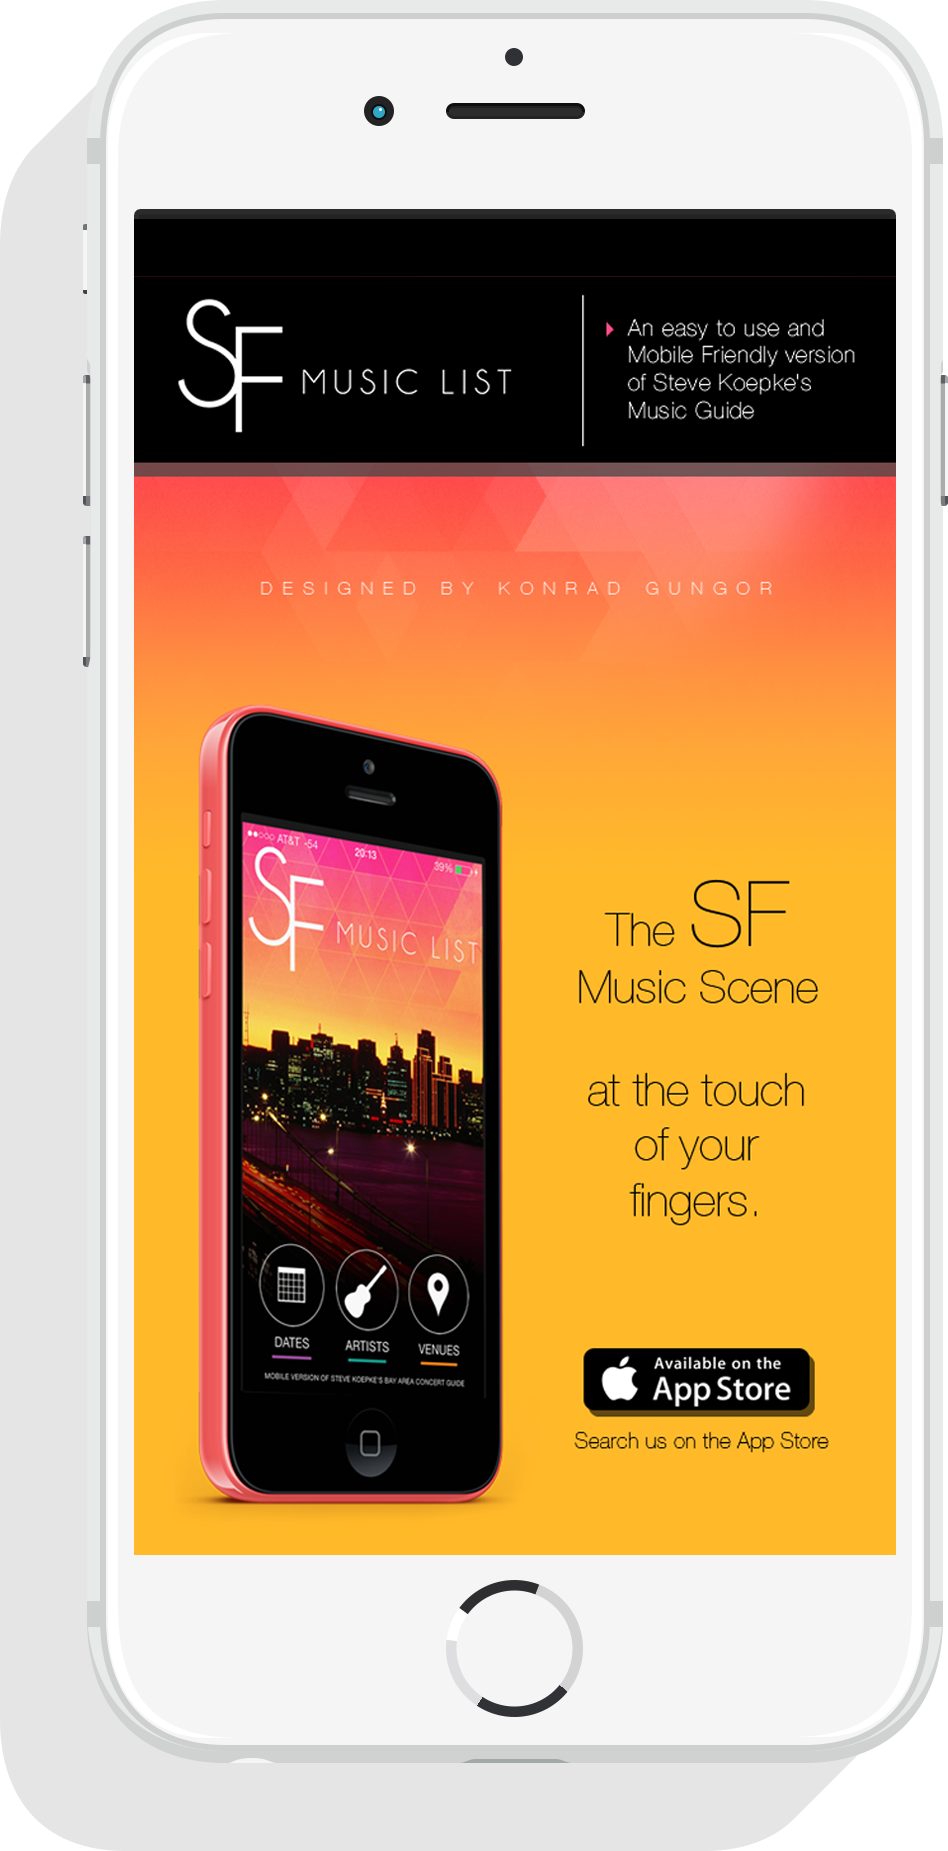 SF MUSIC LIST
An easy to use and
Mobile Friendly version
of Steve Koepke's
Music Guide
DESIGNED BY KONRAD GUNGOR
AT&T -54
20:13
39%
SF MUSIC LIST
DATES
ARTISTS
VENUES
MOBILE VERSION OF STEVE KOEPKE'S BAY AREA CONCERT GUIDE
The SF
Music Scene
at the touch
of your
fingers.
Available on the
App Store
Search us on the App Store